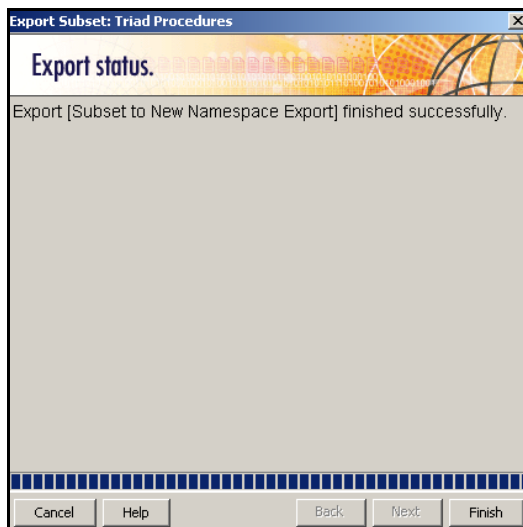 Export Subset: Triad Procedures
Export status.
Export [Subset to New Namespace Export] finished successfully.
Cancel Help Back Next Finish